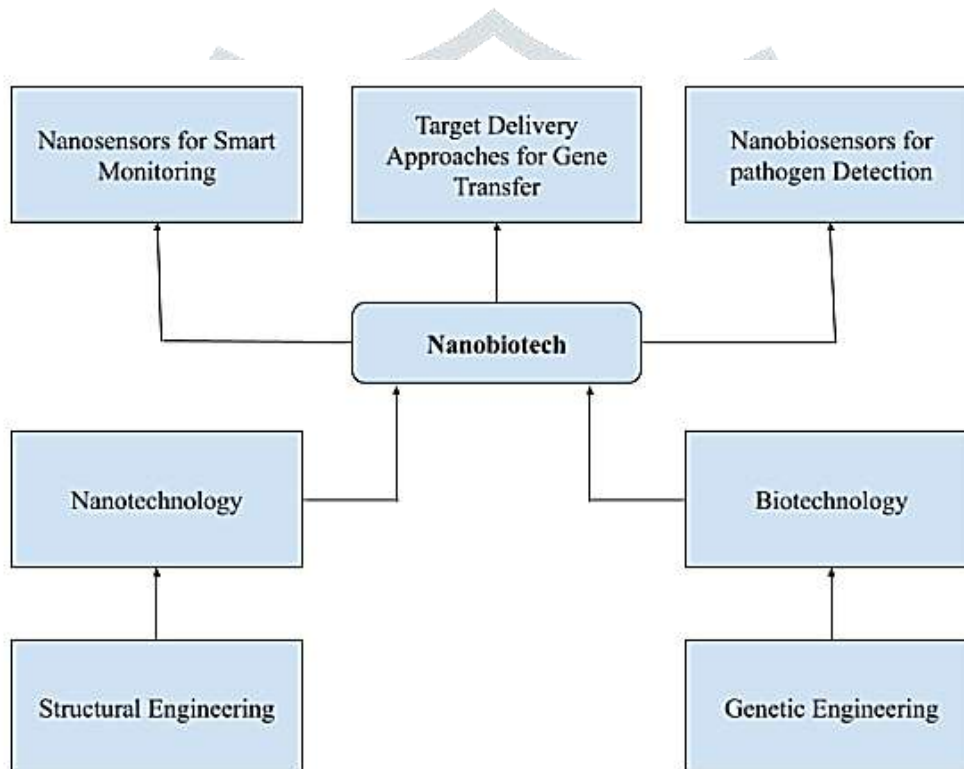 Nanosensors for Smart
Monitoring
Target Delivery
Approaches for Gene
Transfer
Nanobiosensors for
pathogen Detection
Nanobiotech
Nanotechnology
Biotechnology
Structural Engineering
Genetic Engineering